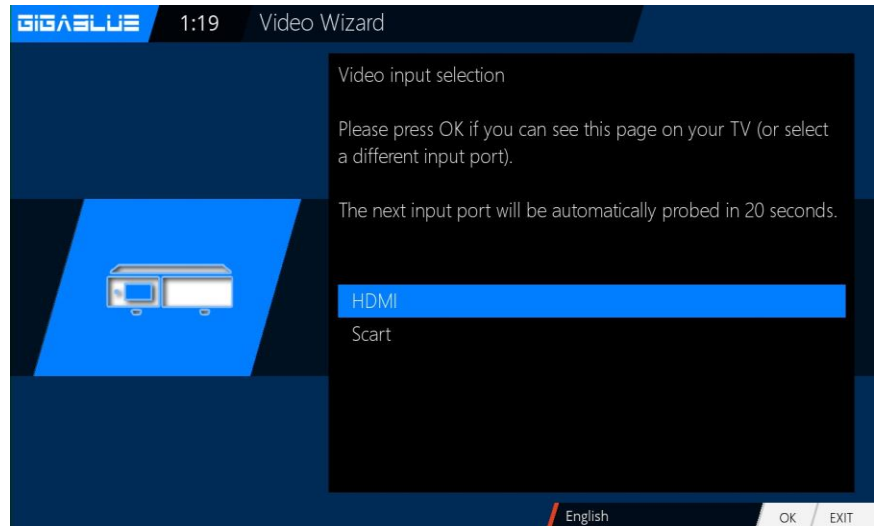 GIGABLUE 1:19 Video Wizard
Video input selection
Please press OK if you can see this page on your TV (or select
a different input port).
The next input port will be automatically probed in 20 seconds.
HDMI
Scart
English OK EXIT